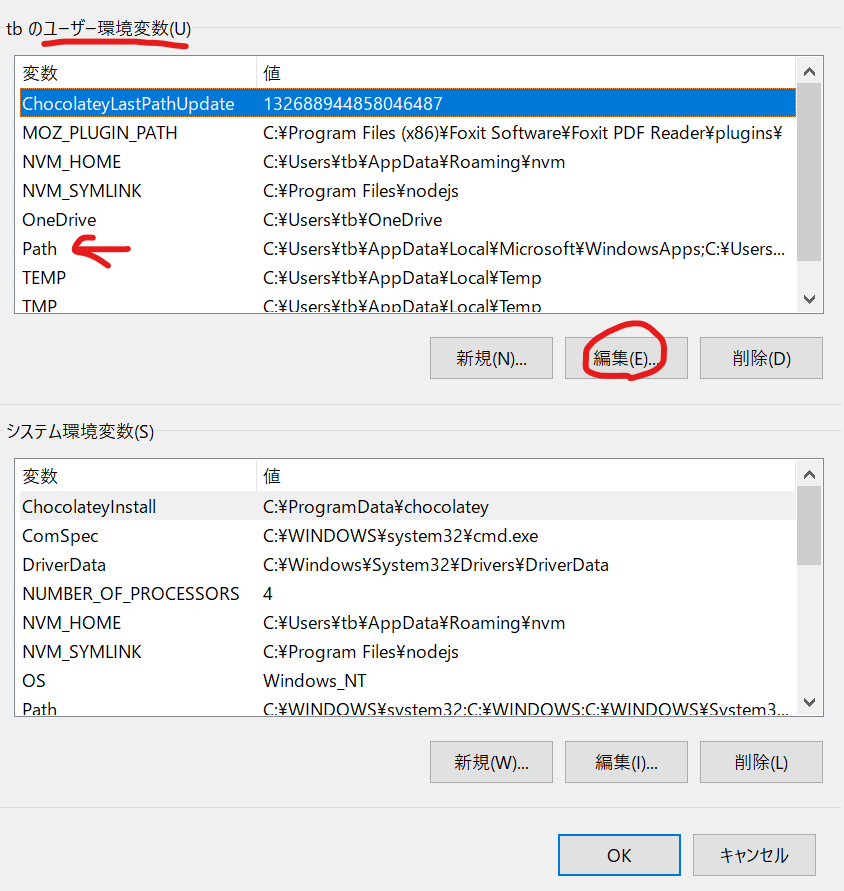 tb のユーザー環境変数(U)
変数 値
ChocolateyLastPathUpdate 132688944858046487
MOZ_PLUGIN_PATH C:¥Program Files (x86)¥Foxit Software¥Foxit PDF Reader¥plugins¥
NVM_HOME C:¥Users¥tb¥AppData¥Roaming¥nvm
NVM_SYMLINK C:¥Program Files¥nodejs
OneDrive C:¥Users¥tb¥OneDrive
Path C:¥Users¥tb¥AppData¥Local¥Microsoft¥WindowsApps;C:¥Users...
TEMP C:¥Users¥tb¥AppData¥Local¥Temp
TMP C:¥Users¥tb¥AppData¥Local¥Temp
新規(N)... 編集(E)... 削除(D)
システム環境変数(S)
変数 値
ChocolateyInstall C:¥ProgramData¥chocolatey
ComSpec C:¥WINDOWS¥system32¥cmd.exe
DriverData C:¥Windows¥System32¥Drivers¥DriverData
NUMBER_OF_PROCESSORS 4
NVM_HOME C:¥Users¥tb¥AppData¥Roaming¥nvm
NVM_SYMLINK C:¥Program Files¥nodejs
OS Windows_NT
Path C:¥WINDOWS¥system32;C:¥WINDOWS;C:¥WINDOWS¥System3...
新規(W)... 編集(I)... 削除(L)
OK キャンセル